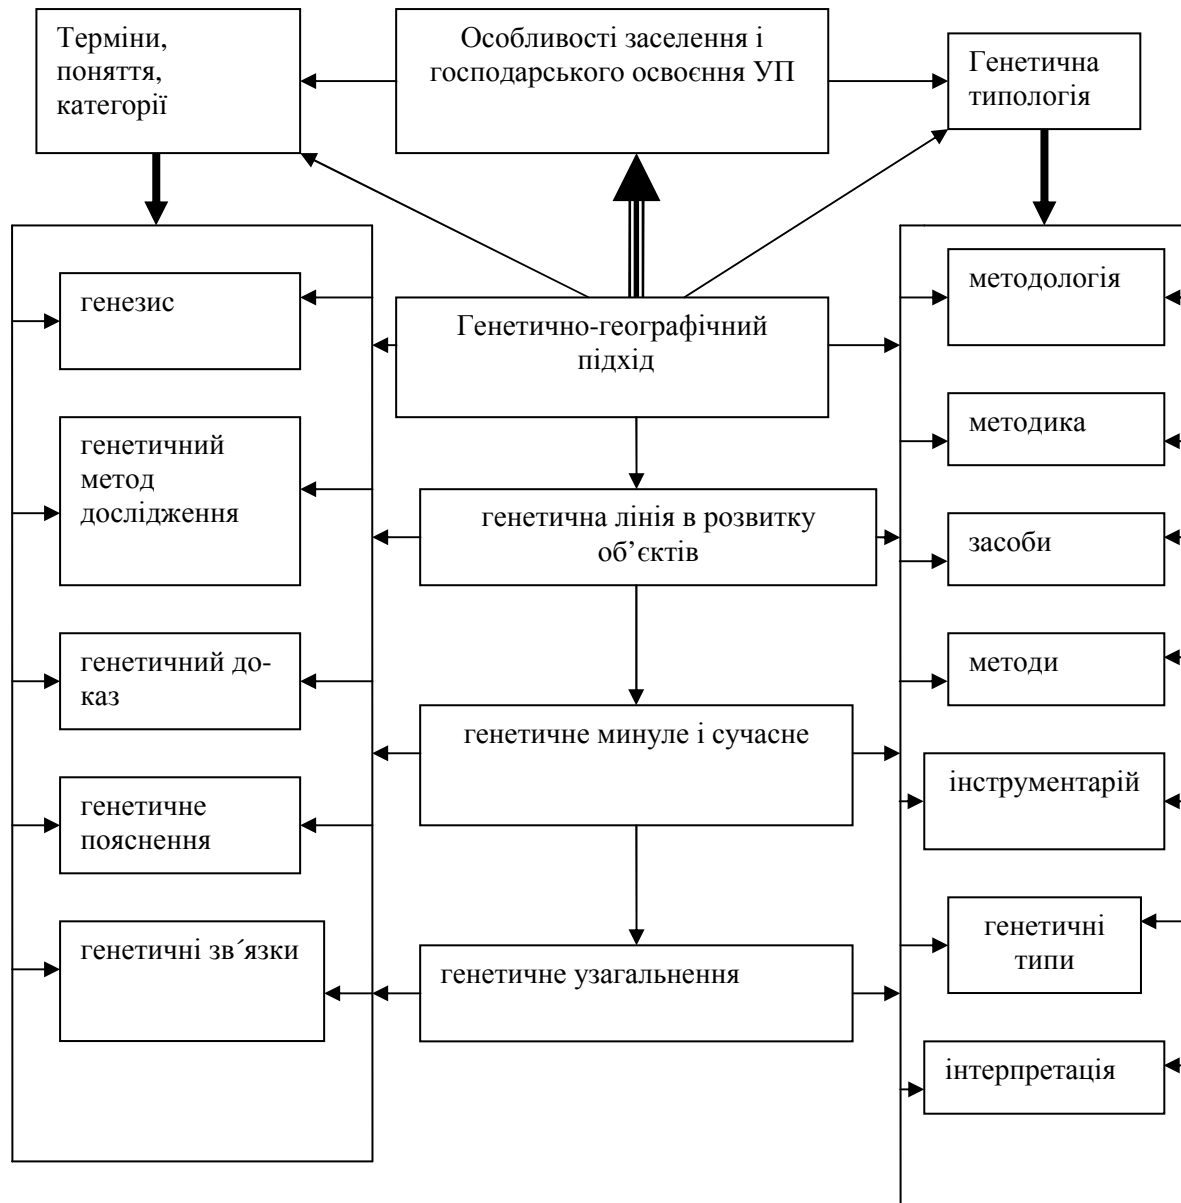 Терміни,
поняття,
категорії
Особливості заселення і
господарського освоєння УП
Генетична
типологія
генезис
Генетично-географічний
підхід
методологія
генетичний
метод
дослідження
методика
генетична лінія в розвитку
об’єктів
засоби
генетичний до-
каз
методи
генетичне минуле і сучасне
інструментарій
генетичне
пояснення
генетичні зв´язки
генетичне узагальнення
генетичні
типи
інтерпретація